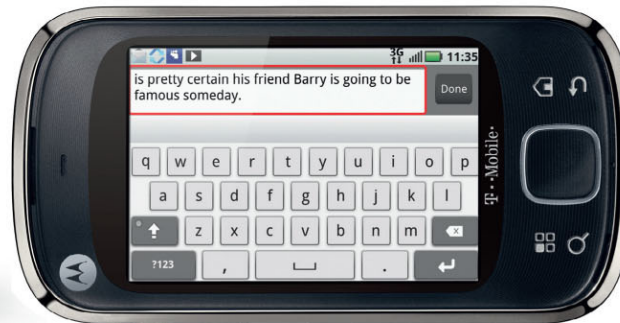 3G 11:35
is pretty certain his friend Barry is going to be
famous someday.
Done
q w e r t y u i o p
a s d f g h j k l
z x c v b n m
?123 , .
T··Mobile·